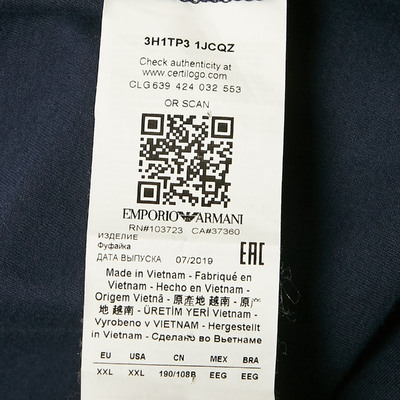 3H1TP3 1JCQZ
Check authenticity at
www.certilogo.com
CLG 639 424 032 553
OR SCAN
EMPORIO ARMANI
RN#103723 CA#37360
ИЗДЕЛИЕ
Фуфайка
ДАТА ВЫПУСКА 07/2019
EAC
Made in Vietnam - Fabriqué en
Vietnam - Hecho en Vietnam -
Origem Vietnã - 原產地 越南 - 原
地 越南 - ÜRETİM YERİ Vietnam -
Vyrobeno v VIETNAM - Hergestellt
in Vietnam - Сделано во Вьетнаме
EU USA CN MEX BRA
XXL XXL 190/108B EEG EEG